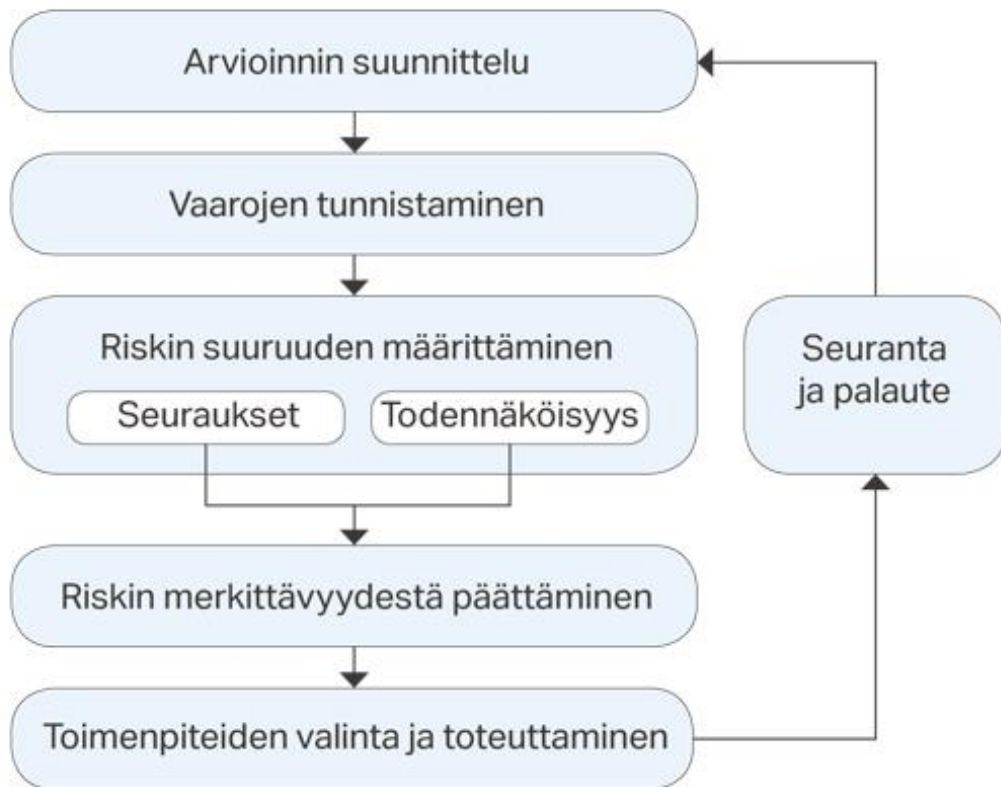 Arvioinnin suunnittelu
Vaarojen tunnistaminen
Riskin suuruuden määrittäminen
Seuraukset
Todennäköisyys
Riskin merkittävyydestä päättäminen
Toimenpiteiden valinta ja toteuttaminen
Seuranta
ja palaute